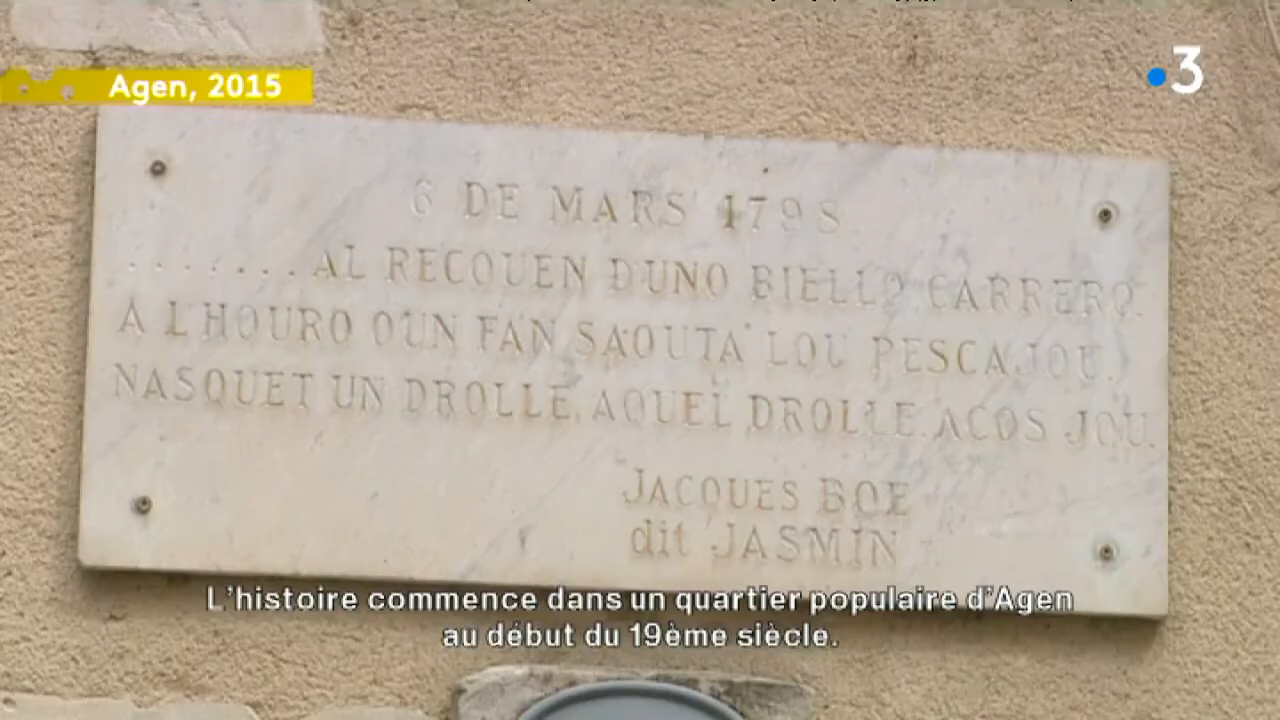 Agen, 2015
3
6 DE MARS 1798
........AL RECOUEN D'UNO BIELLO CARRERO.
A L'HOURO OUN FAN SAOUTA LOU PESCAJOU.
NASQUET UN DROLLE, AQUEL DROLLE, ACOS JOU.
JACQUES BOE
dit JASMIN
L'histoire commence dans un quartier populaire d'Agen
au début du 19ème siècle.